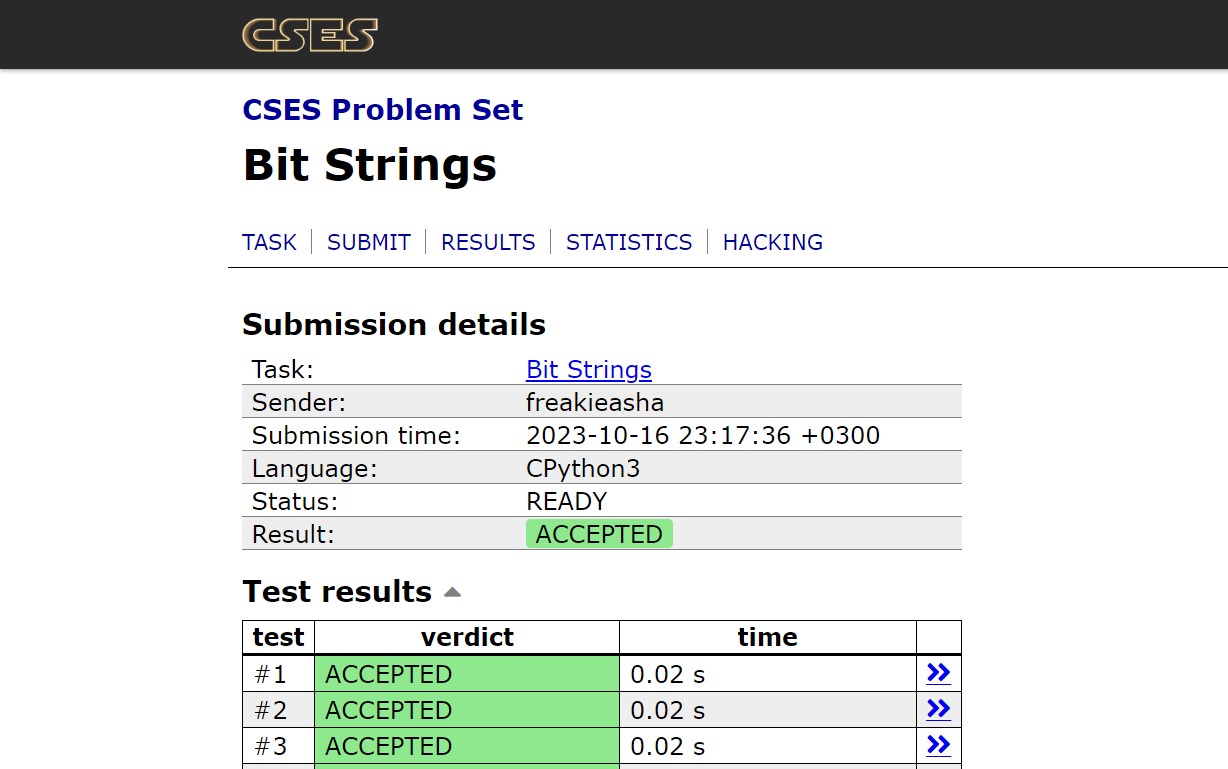 CSES
CSES Problem Set
Bit Strings
TASK | SUBMIT | RESULTS | STATISTICS | HACKING
Submission details
Task: Bit Strings
Sender: freakieasha
Submission time: 2023-10-16 23:17:36 +0300
Language: CPython3
Status: READY
Result: ACCEPTED
Test results
test verdict time
#1 ACCEPTED 0.02 s »
#2 ACCEPTED 0.02 s »
#3 ACCEPTED 0.02 s »